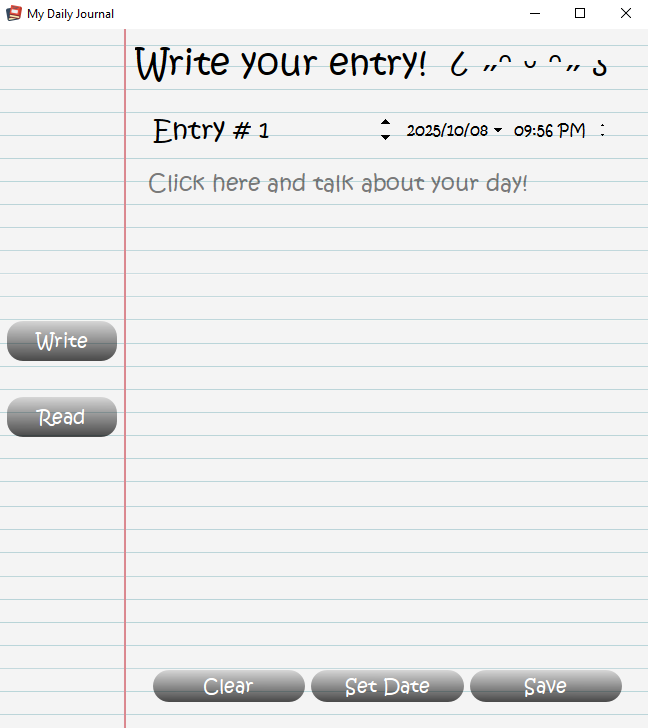 My Daily Journal
Write your entry! ૮ ˶ᵔ ᵕ ᵔ˶ ა
Entry # 1 2025/10/08 09:56 PM
Click here and talk about your day!
Write
Read
Clear Set Date Save